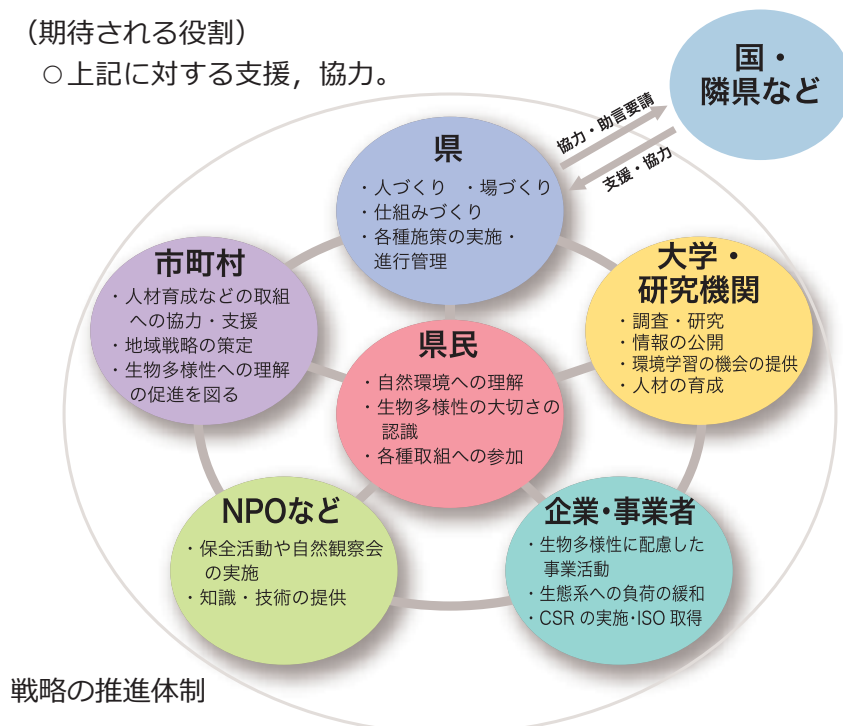 （期待される役割）
○上記に対する支援，協力。
国・
隣県など
協力・助言要請
支援・協力
県
・人づくり ・場づくり
・仕組みづくり
・各種施策の実施・
進行管理
市町村
・人材育成などの取組
への協力・支援
・地域戦略の策定
・生物多様性への理解
の促進を図る
大学・
研究機関
・調査・研究
・情報の公開
・環境学習の機会の提供
・人材の育成
県民
・自然環境への理解
・生物多様性の大切さの
認識
・各種取組への参加
NPOなど
・保全活動や自然観察会
の実施
・知識・技術の提供
企業・事業者
・生物多様性に配慮した
事業活動
・生態系への負荷の緩和
・CSR の実施・ISO 取得
戦略の推進体制